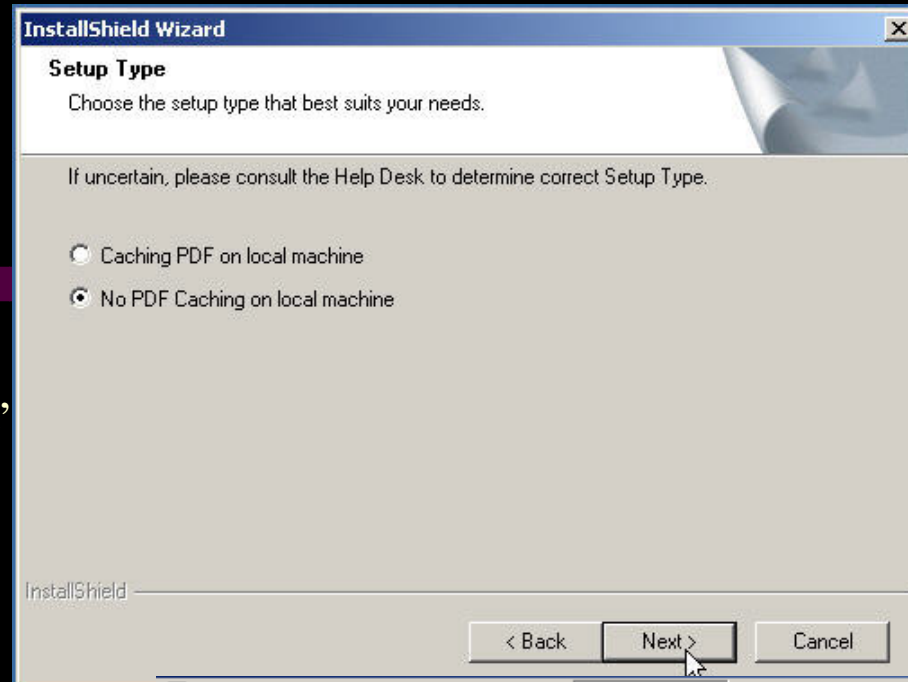 InstallShield Wizard
Setup Type
Choose the setup type that best suits your needs.
If uncertain, please consult the Help Desk to determine correct Setup Type.
Caching PDF on local machine
No PDF Caching on local machine
,
InstallShield
< Back Next > Cancel